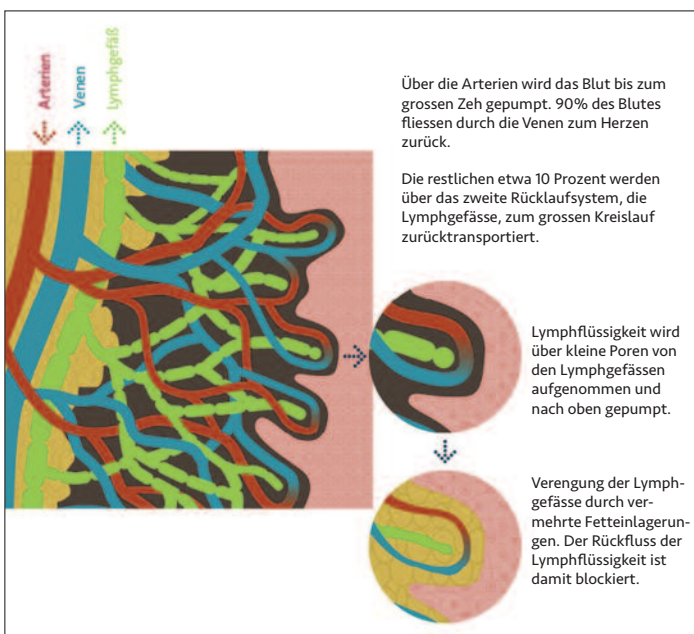 Arterien
Venen
Lymphgefäß
Über die Arterien wird das Blut bis zum
grossen Zeh gepumpt. 90% des Blutes
fliessen durch die Venen zum Herzen
zurück.
Die restlichen etwa 10 Prozent werden
über das zweite Rücklaufsystem, die
Lymphgefässe, zum grossen Kreislauf
zurücktransportiert.
Lymphflüssigkeit wird
über kleine Poren von
den Lymphgefässen
aufgenommen und
nach oben gepumpt.
Verengung der Lymph-
gefässe durch ver-
mehrte Fetteinlagerun-
gen. Der Rückfluss der
Lymphflüssigkeit ist
damit blockiert.